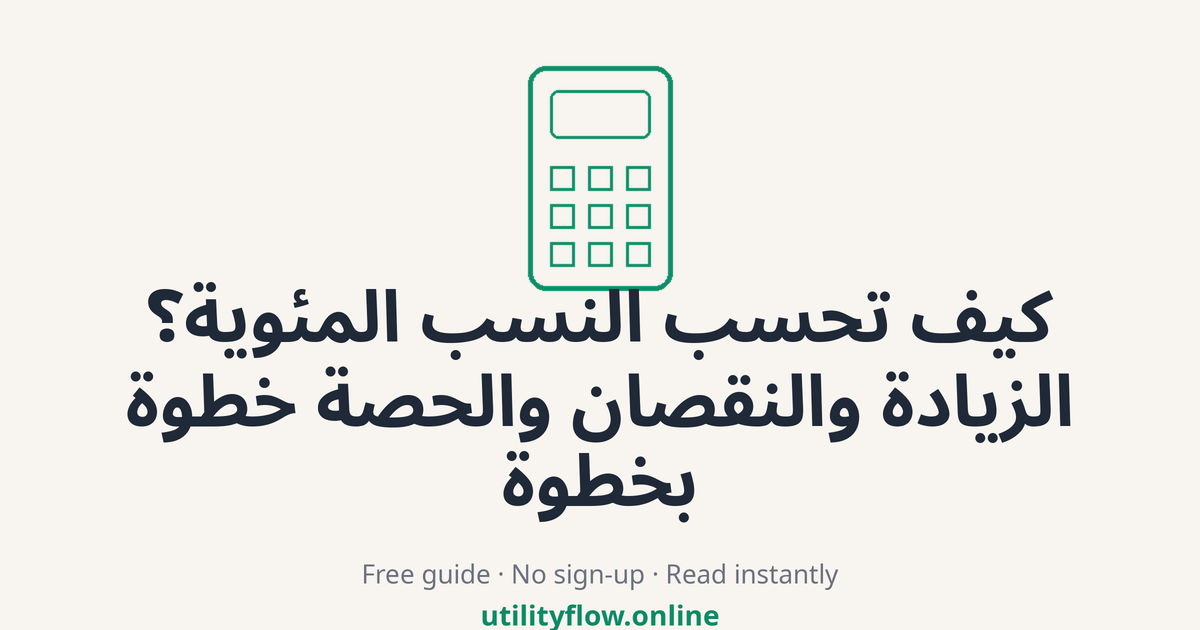 كيف تحسب النسب المئوية؟
الزيادة والنقصان والحصة خطوة
بخطوة
Free guide · No sign-up · Read instantly
utilityflow.online